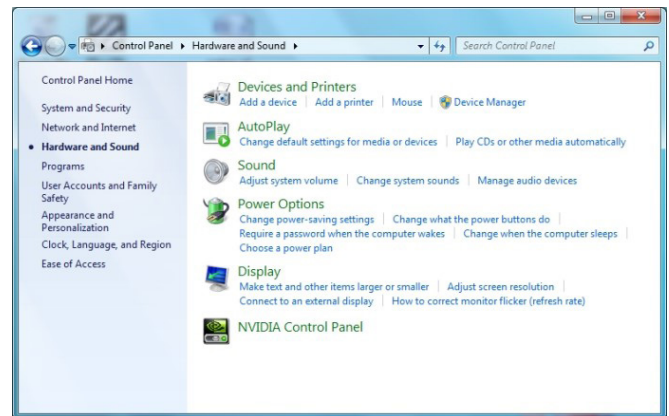 Control Panel Hardware and Sound Search Control Panel
Control Panel Home
System and Security
Network and Internet
Hardware and Sound
Programs
User Accounts and Family
Safety
Appearance and
Personalization
Clock, Language, and Region
Ease of Access
Devices and Printers
Add a device Add a printer Mouse Device Manager
AutoPlay
Change default settings for media or devices Play CDs or other media automatically
Sound
Adjust system volume Change system sounds Manage audio devices
Power Options
Change power-saving settings Change what the power buttons do
Require a password when the computer wakes Change when the computer sleeps
Choose a power plan
Display
Make text and other items larger or smaller Adjust screen resolution
Connect to an external display How to correct monitor flicker (refresh rate)
NVIDIA Control Panel